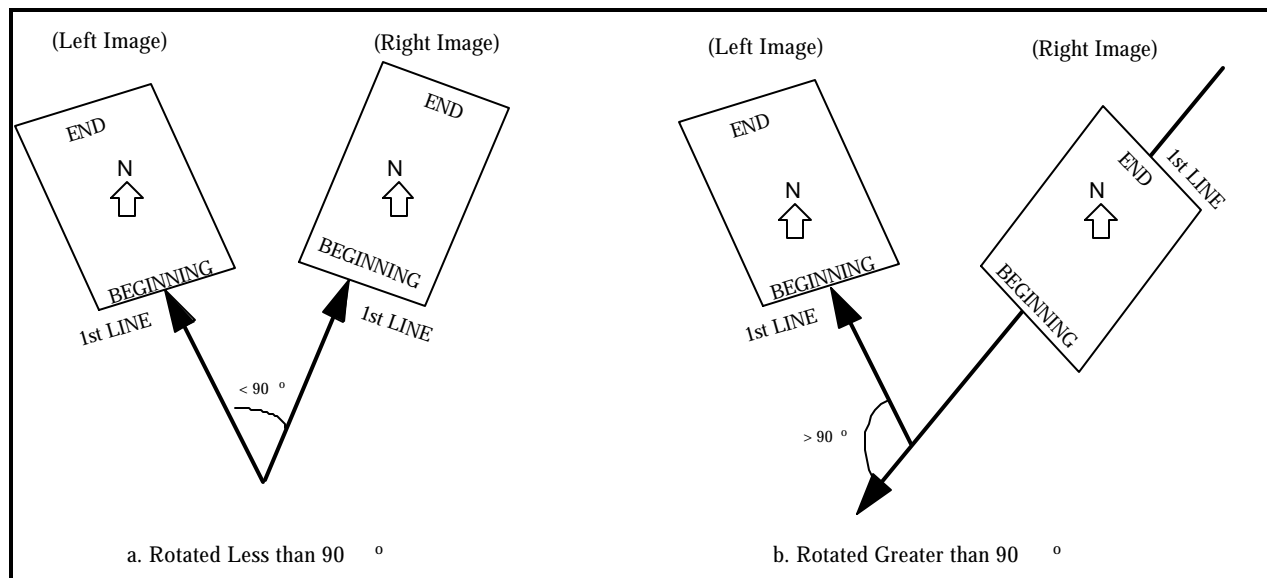 (Left Image)
(Right Image)
END
END
N
N
BEGINNING
BEGINNING
1st LINE
1st LINE
< 90 º
a. Rotated Less than 90 º
(Left Image)
(Right Image)
END
END
1st LINE
N
N
BEGINNING
BEGINNING
1st LINE
> 90 º
b. Rotated Greater than 90 º